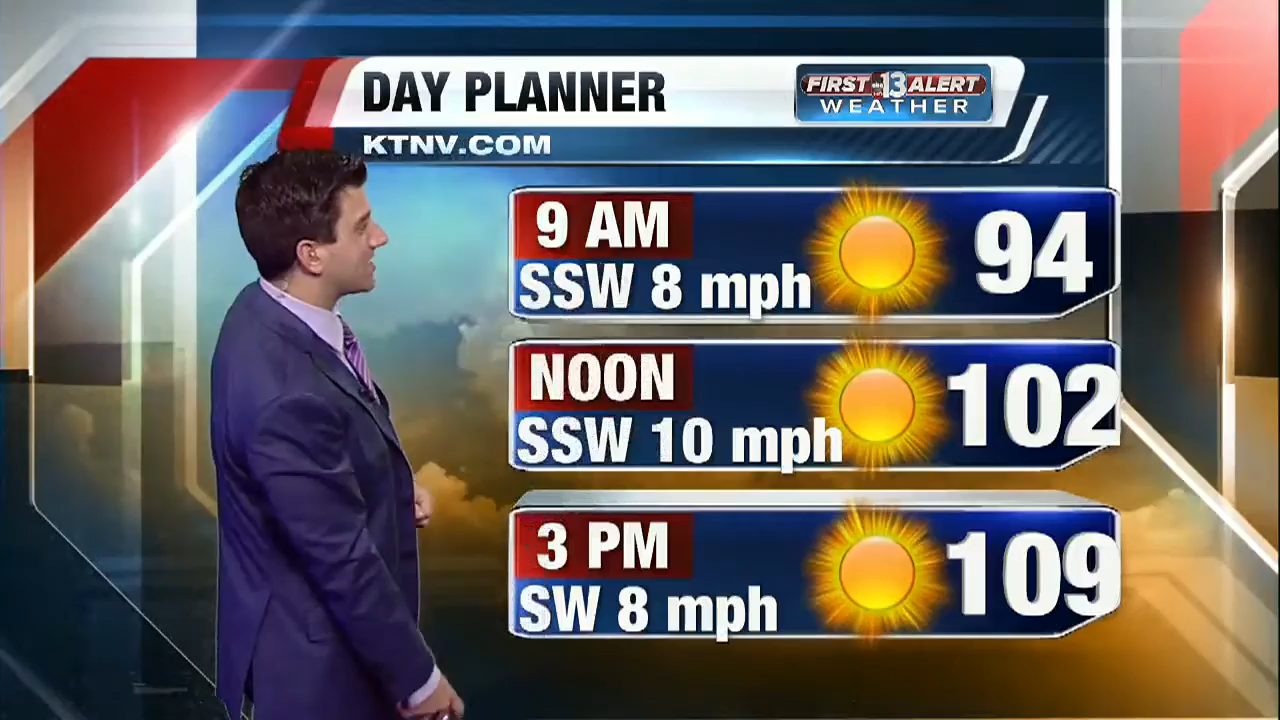 DAY PLANNER
FIRST 13 ALERT
WEATHER
KTNV.COM
9 AM
SSW 8 mph
94
NOON
SSW 10 mph
102
3 PM
SW 8 mph
109